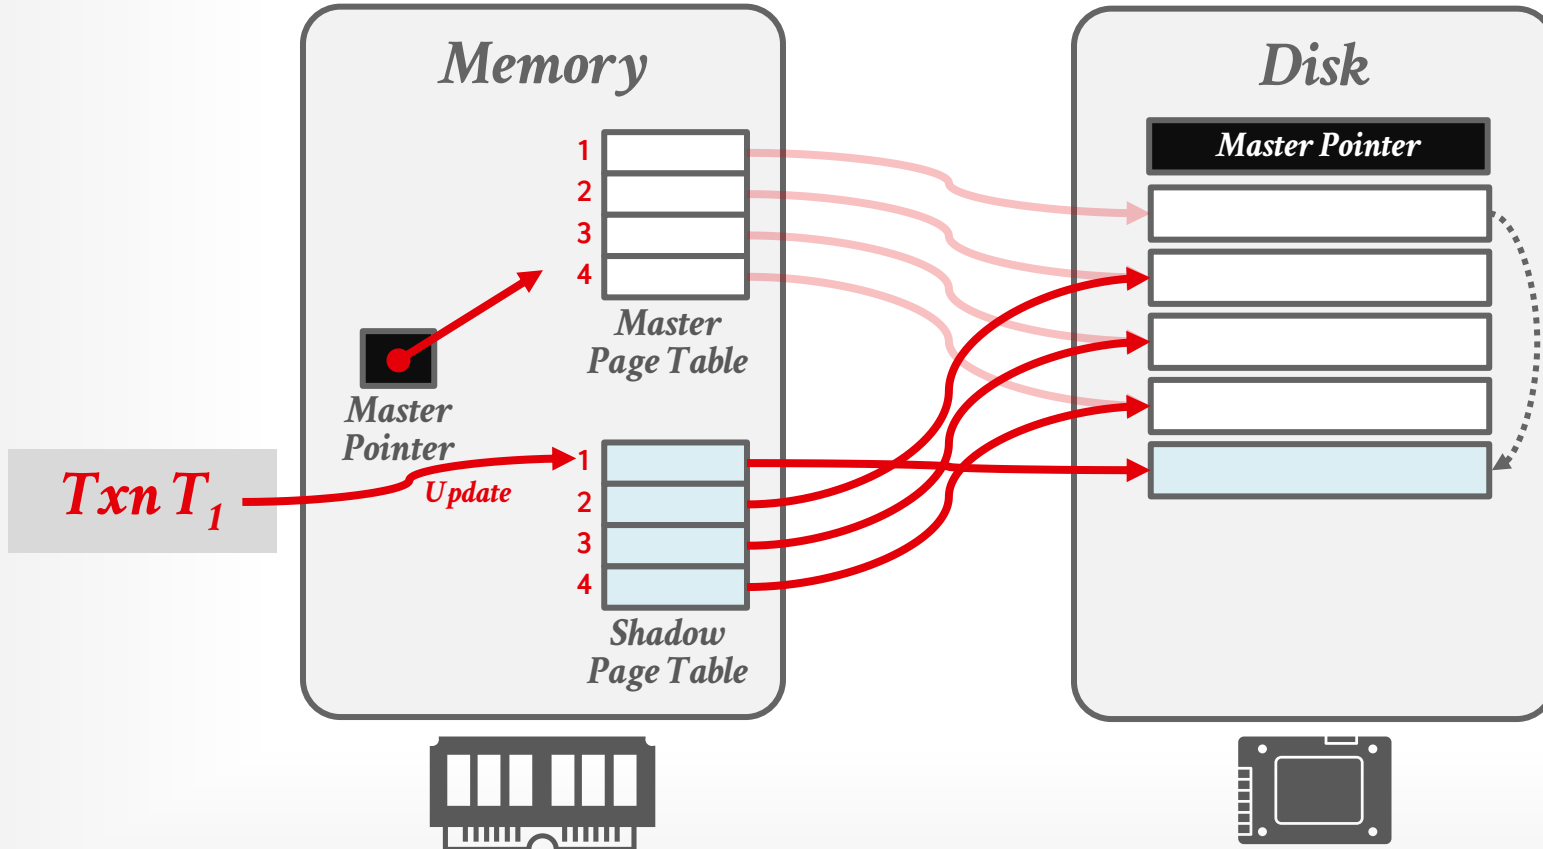 Memory
Disk
Master Pointer
1
2
3
4
Master
Page Table
Master
Pointer
Txn T1
Update
1
2
3
4
Shadow
Page Table